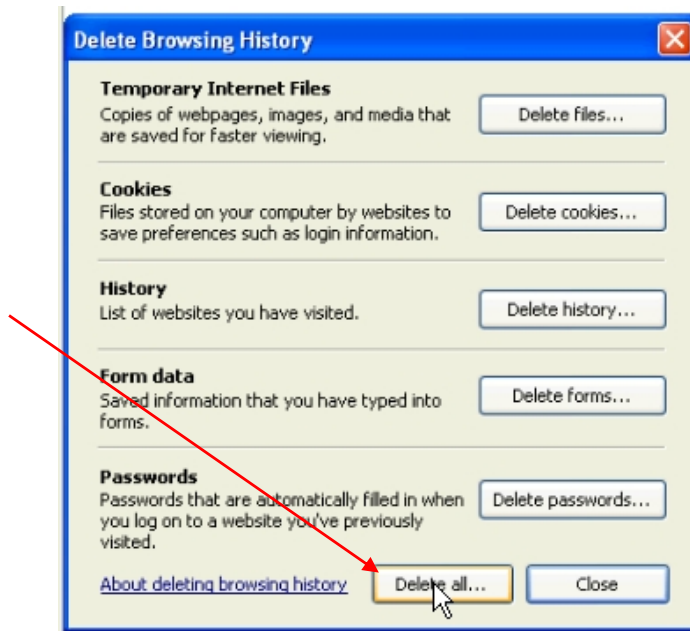 Delete Browsing History
Temporary Internet Files
Copies of webpages, images, and media that
are saved for faster viewing.
Delete files...
Cookies
Files stored on your computer by websites to
save preferences such as login information.
Delete cookies...
History
List of websites you have visited.
Delete history...
Form data
Saved information that you have typed into
forms.
Delete forms...
Passwords
Passwords that are automatically filled in when
you log on to a website you've previously
visited.
Delete passwords...
About deleting browsing history
Delete all...
Close